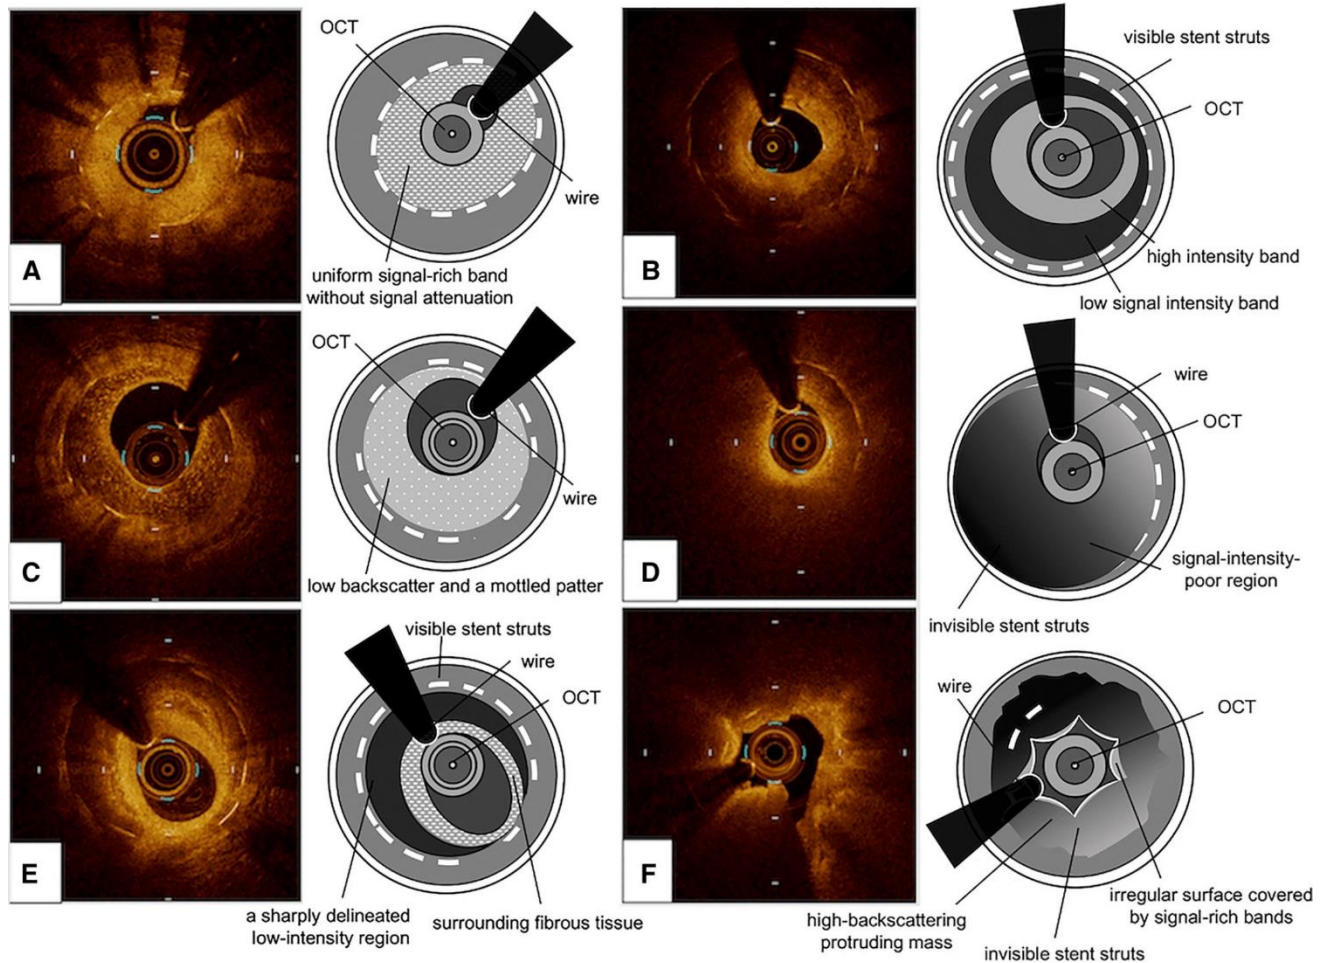 OCT
wire
uniform signal-rich band
without signal attenuation
A
visible stent struts
OCT
high intensity band
low signal intensity band
B
OCT
wire
low backscatter and a mottled patter
C
wire
OCT
signal-intensity-
poor region
invisible stent struts
D
visible stent struts
wire
OCT
a sharply delineated
low-intensity region
surrounding fibrous tissue
E
wire
OCT
irregular surface covered
by signal-rich bands
high-backscattering
protruding mass
invisible stent struts
F